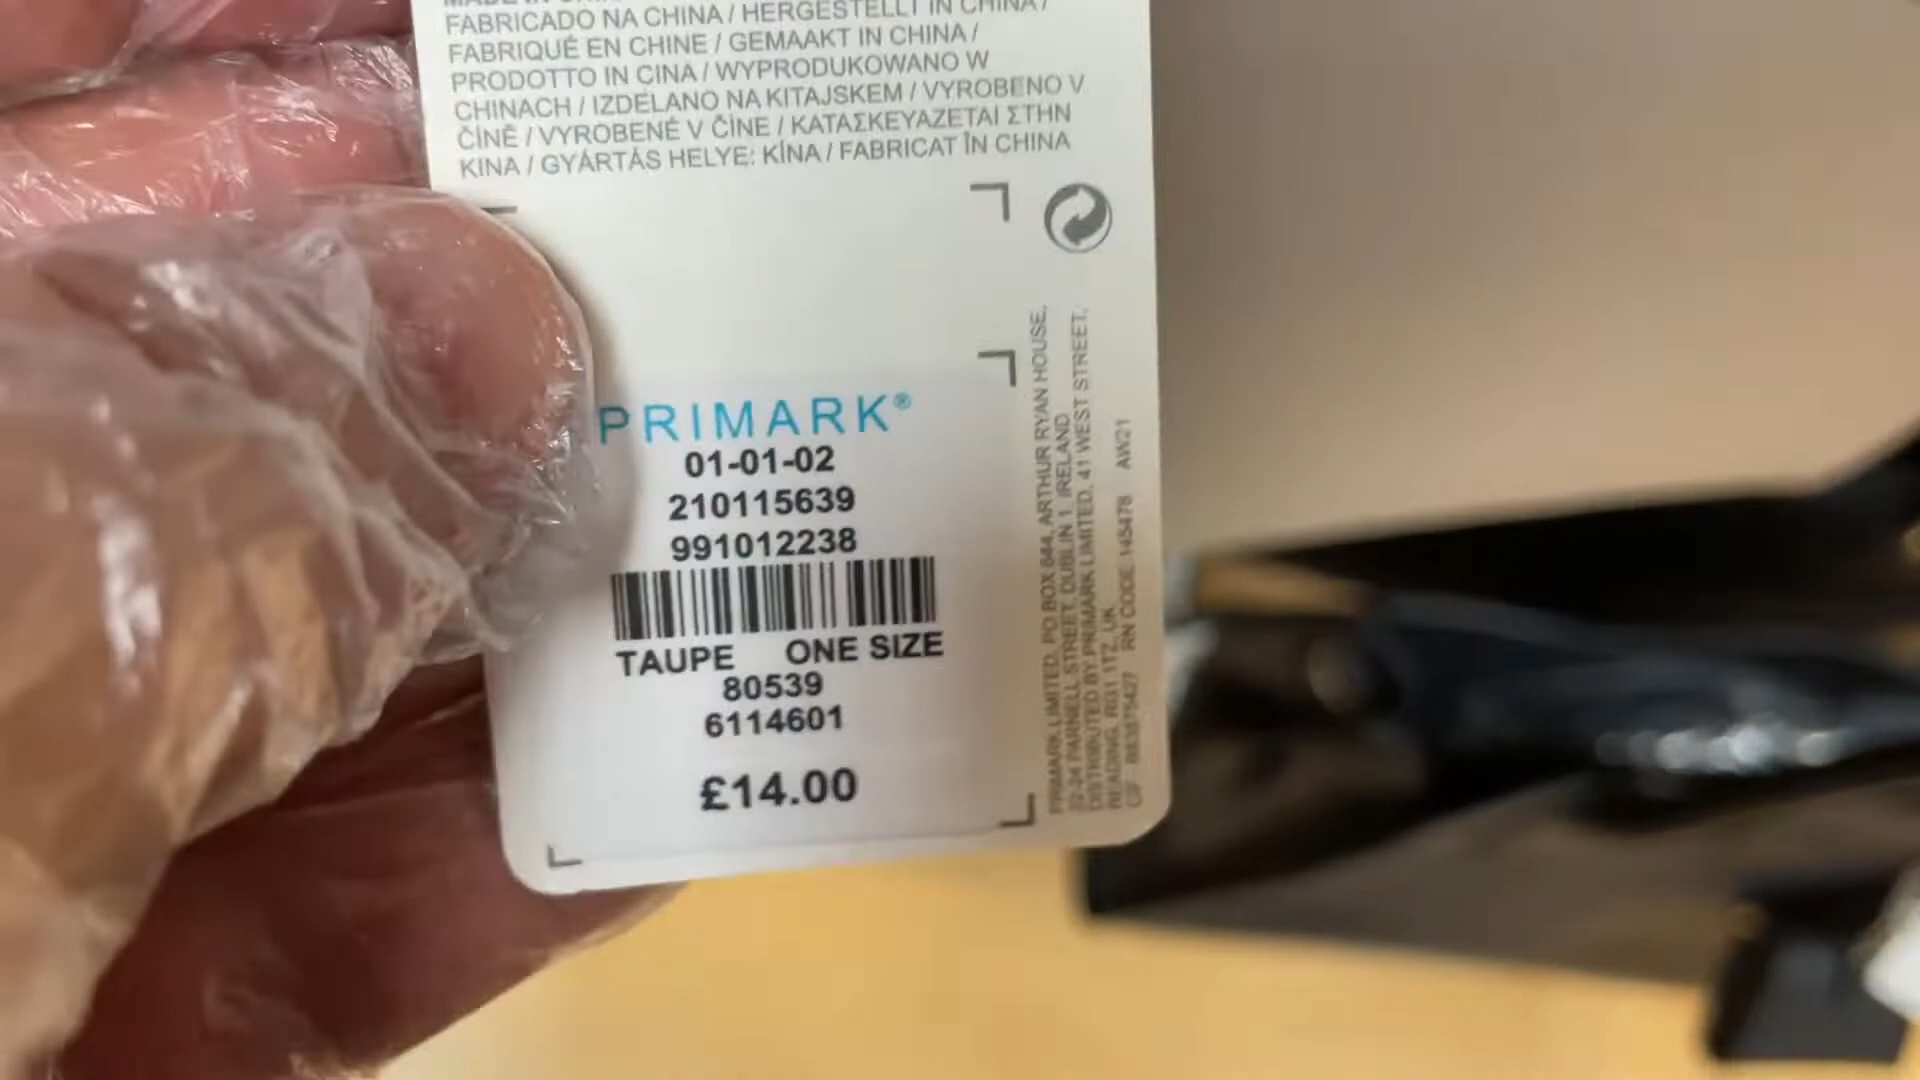 FABRICADO NA CHINA / HERGESTELLT IN CHINA /
FABRIQUÉ EN CHINE / GEMAAKT IN CHINA /
PRODOTTO IN CINA / WYPRODUKOWANO W
CHINACH / IZDELANO NA KITAJSKEM / VYROBENO V
ČÍNĚ / VYROBENÉ V ČÍNE / ΚΑΤΑΣΚΕΥΑΖΕΤΑΙ ΣΤΗΝ
ΚΙΝΑ / GYÁRTÁS HELYE: KÍNA / FABRICAT ÎN CHINA
PRIMARK®
01-01-02
210115639
991012238
TAUPE ONE SIZE
80539
6114601
£14.00
PRIMARK LIMITED, PO BOX 644, ARTHUR RYAN HOUSE,
22-24 PARNELL STREET, DUBLIN 1, IRELAND
DISTRIBUTED BY PRIMARK LIMITED, 41 WEST STREET,
READING, RG1 1TZ, UK
RN CODE 145478 AW21